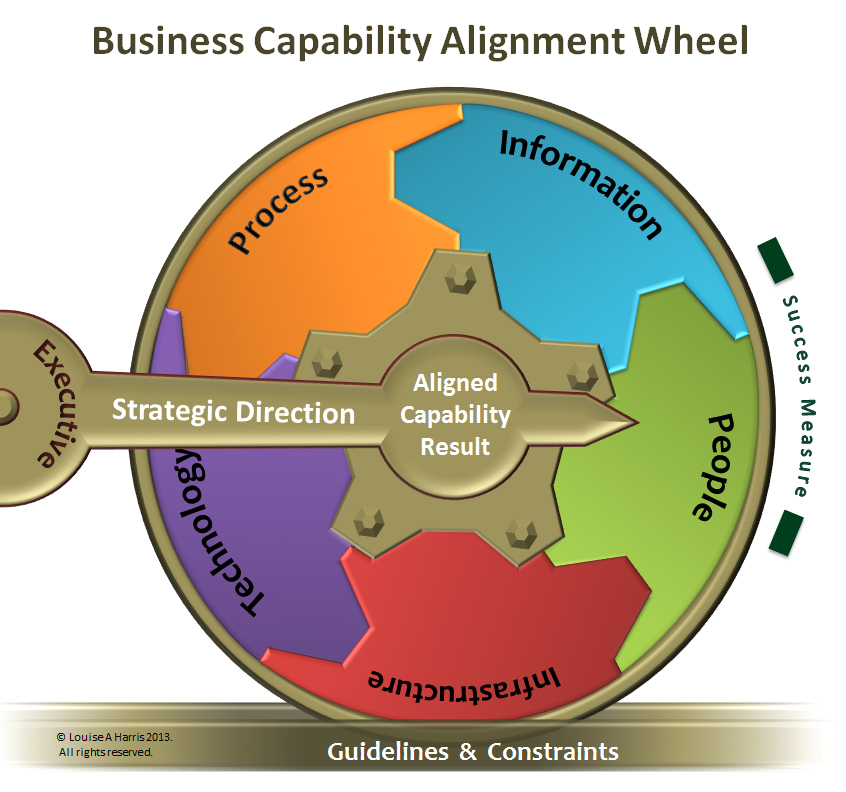 Business Capability Alignment Wheel
Process
Information
Executive
Strategic Direction
Aligned
Capability
Result
Success Measure
People
Technology
Infrastructure
© Louise A Harris 2013.
All rights reserved.
Guidelines & Constraints